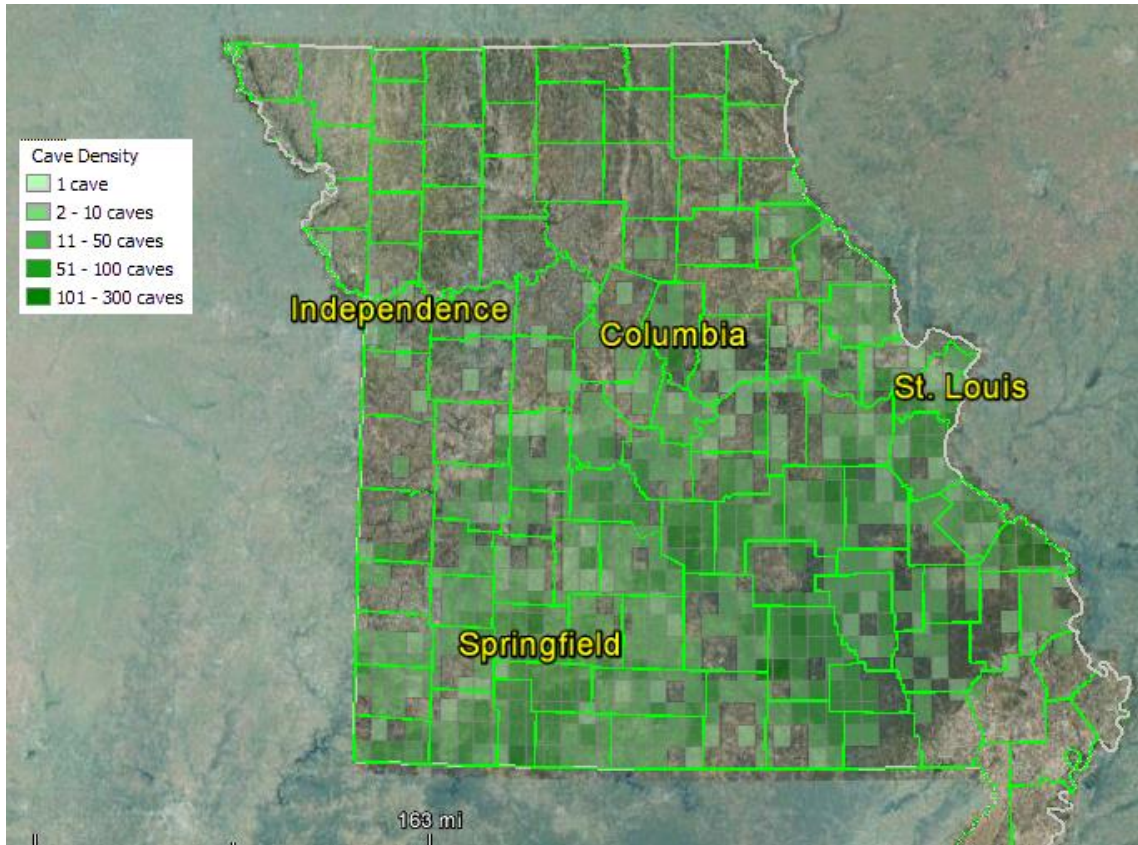 Cave Density
1 cave
2 - 10 caves
11 - 50 caves
51 - 100 caves
101 - 300 caves
Independence
Columbia
St. Louis
Springfield
163 mi